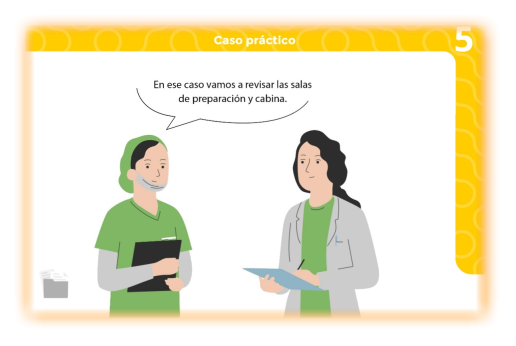 Caso práctico
5
En ese caso vamos a revisar las salas
de preparación y cabina.